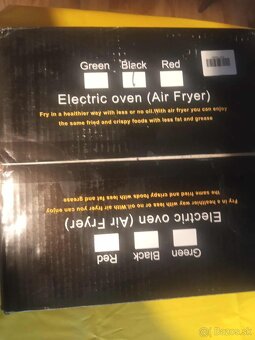 Green Black Red
Electric oven (Air Fryer)
Fry in a healthier way with less or no oil.With air fryer you can enjoy
the same fried and crispy foods with less fat and grease
Green Black Red
Electric oven (Air Fryer)
Fry in a healthier way with less or no oil.With air fryer you can enjoy
the same fried and crispy foods with less fat and grease
bazos.sk